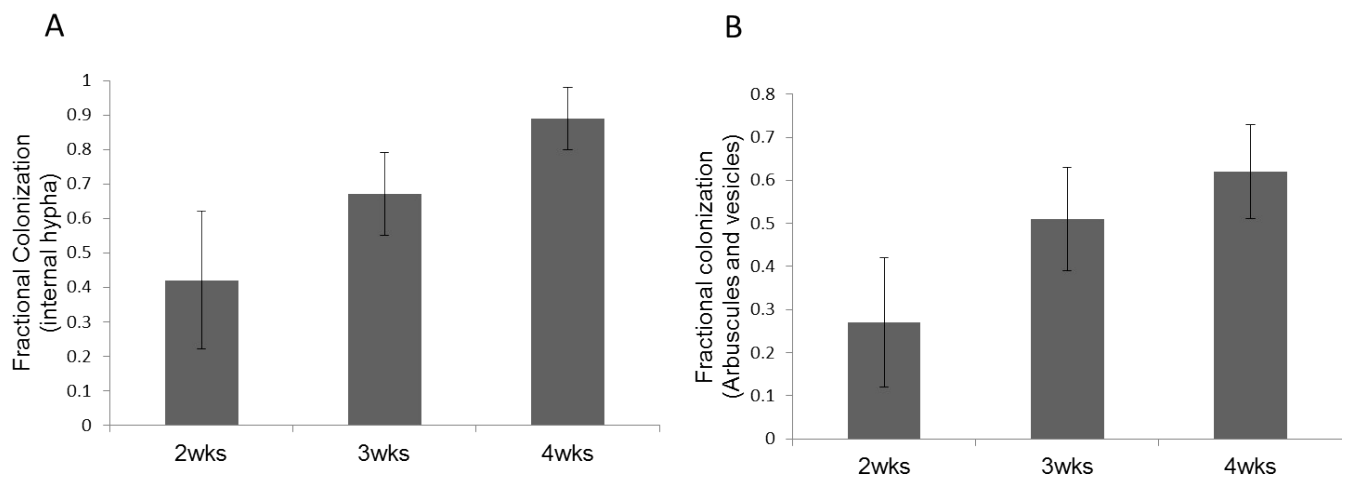 A
Fractional Colonization
(internal hypha)
1
0.9
0.8
0.7
0.6
0.5
0.4
0.3
0.2
0.1
0
2wks
3wks
4wks
B
Fractional colonization
(Arbuscules and vesicles)
0.8
0.7
0.6
0.5
0.4
0.3
0.2
0.1
0
2wks
3wks
4wks